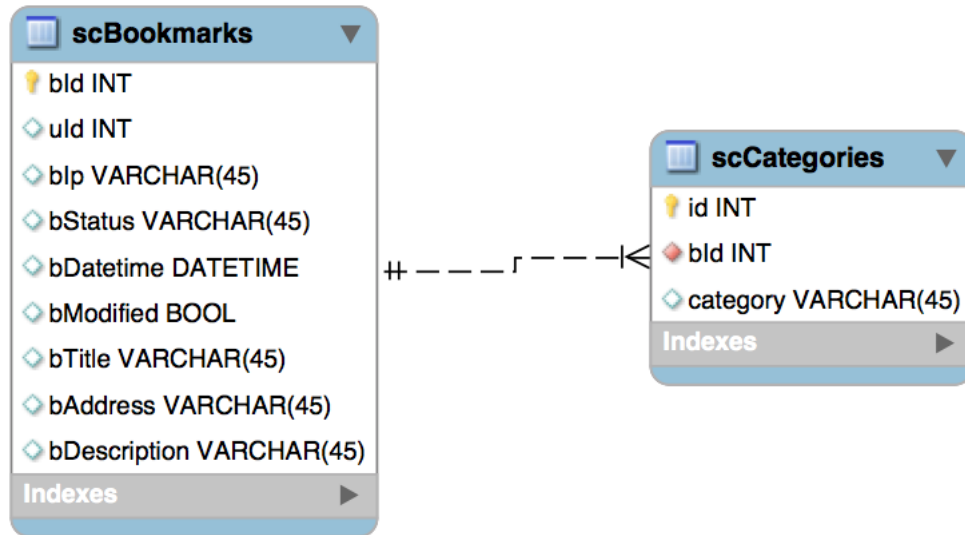 scBookmarks
bId INT
uId INT
bIp VARCHAR(45)
bStatus VARCHAR(45)
bDatetime DATETIME
bModified BOOL
bTitle VARCHAR(45)
bAddress VARCHAR(45)
bDescription VARCHAR(45)
Indexes
scCategories
id INT
bId INT
category VARCHAR(45)
Indexes